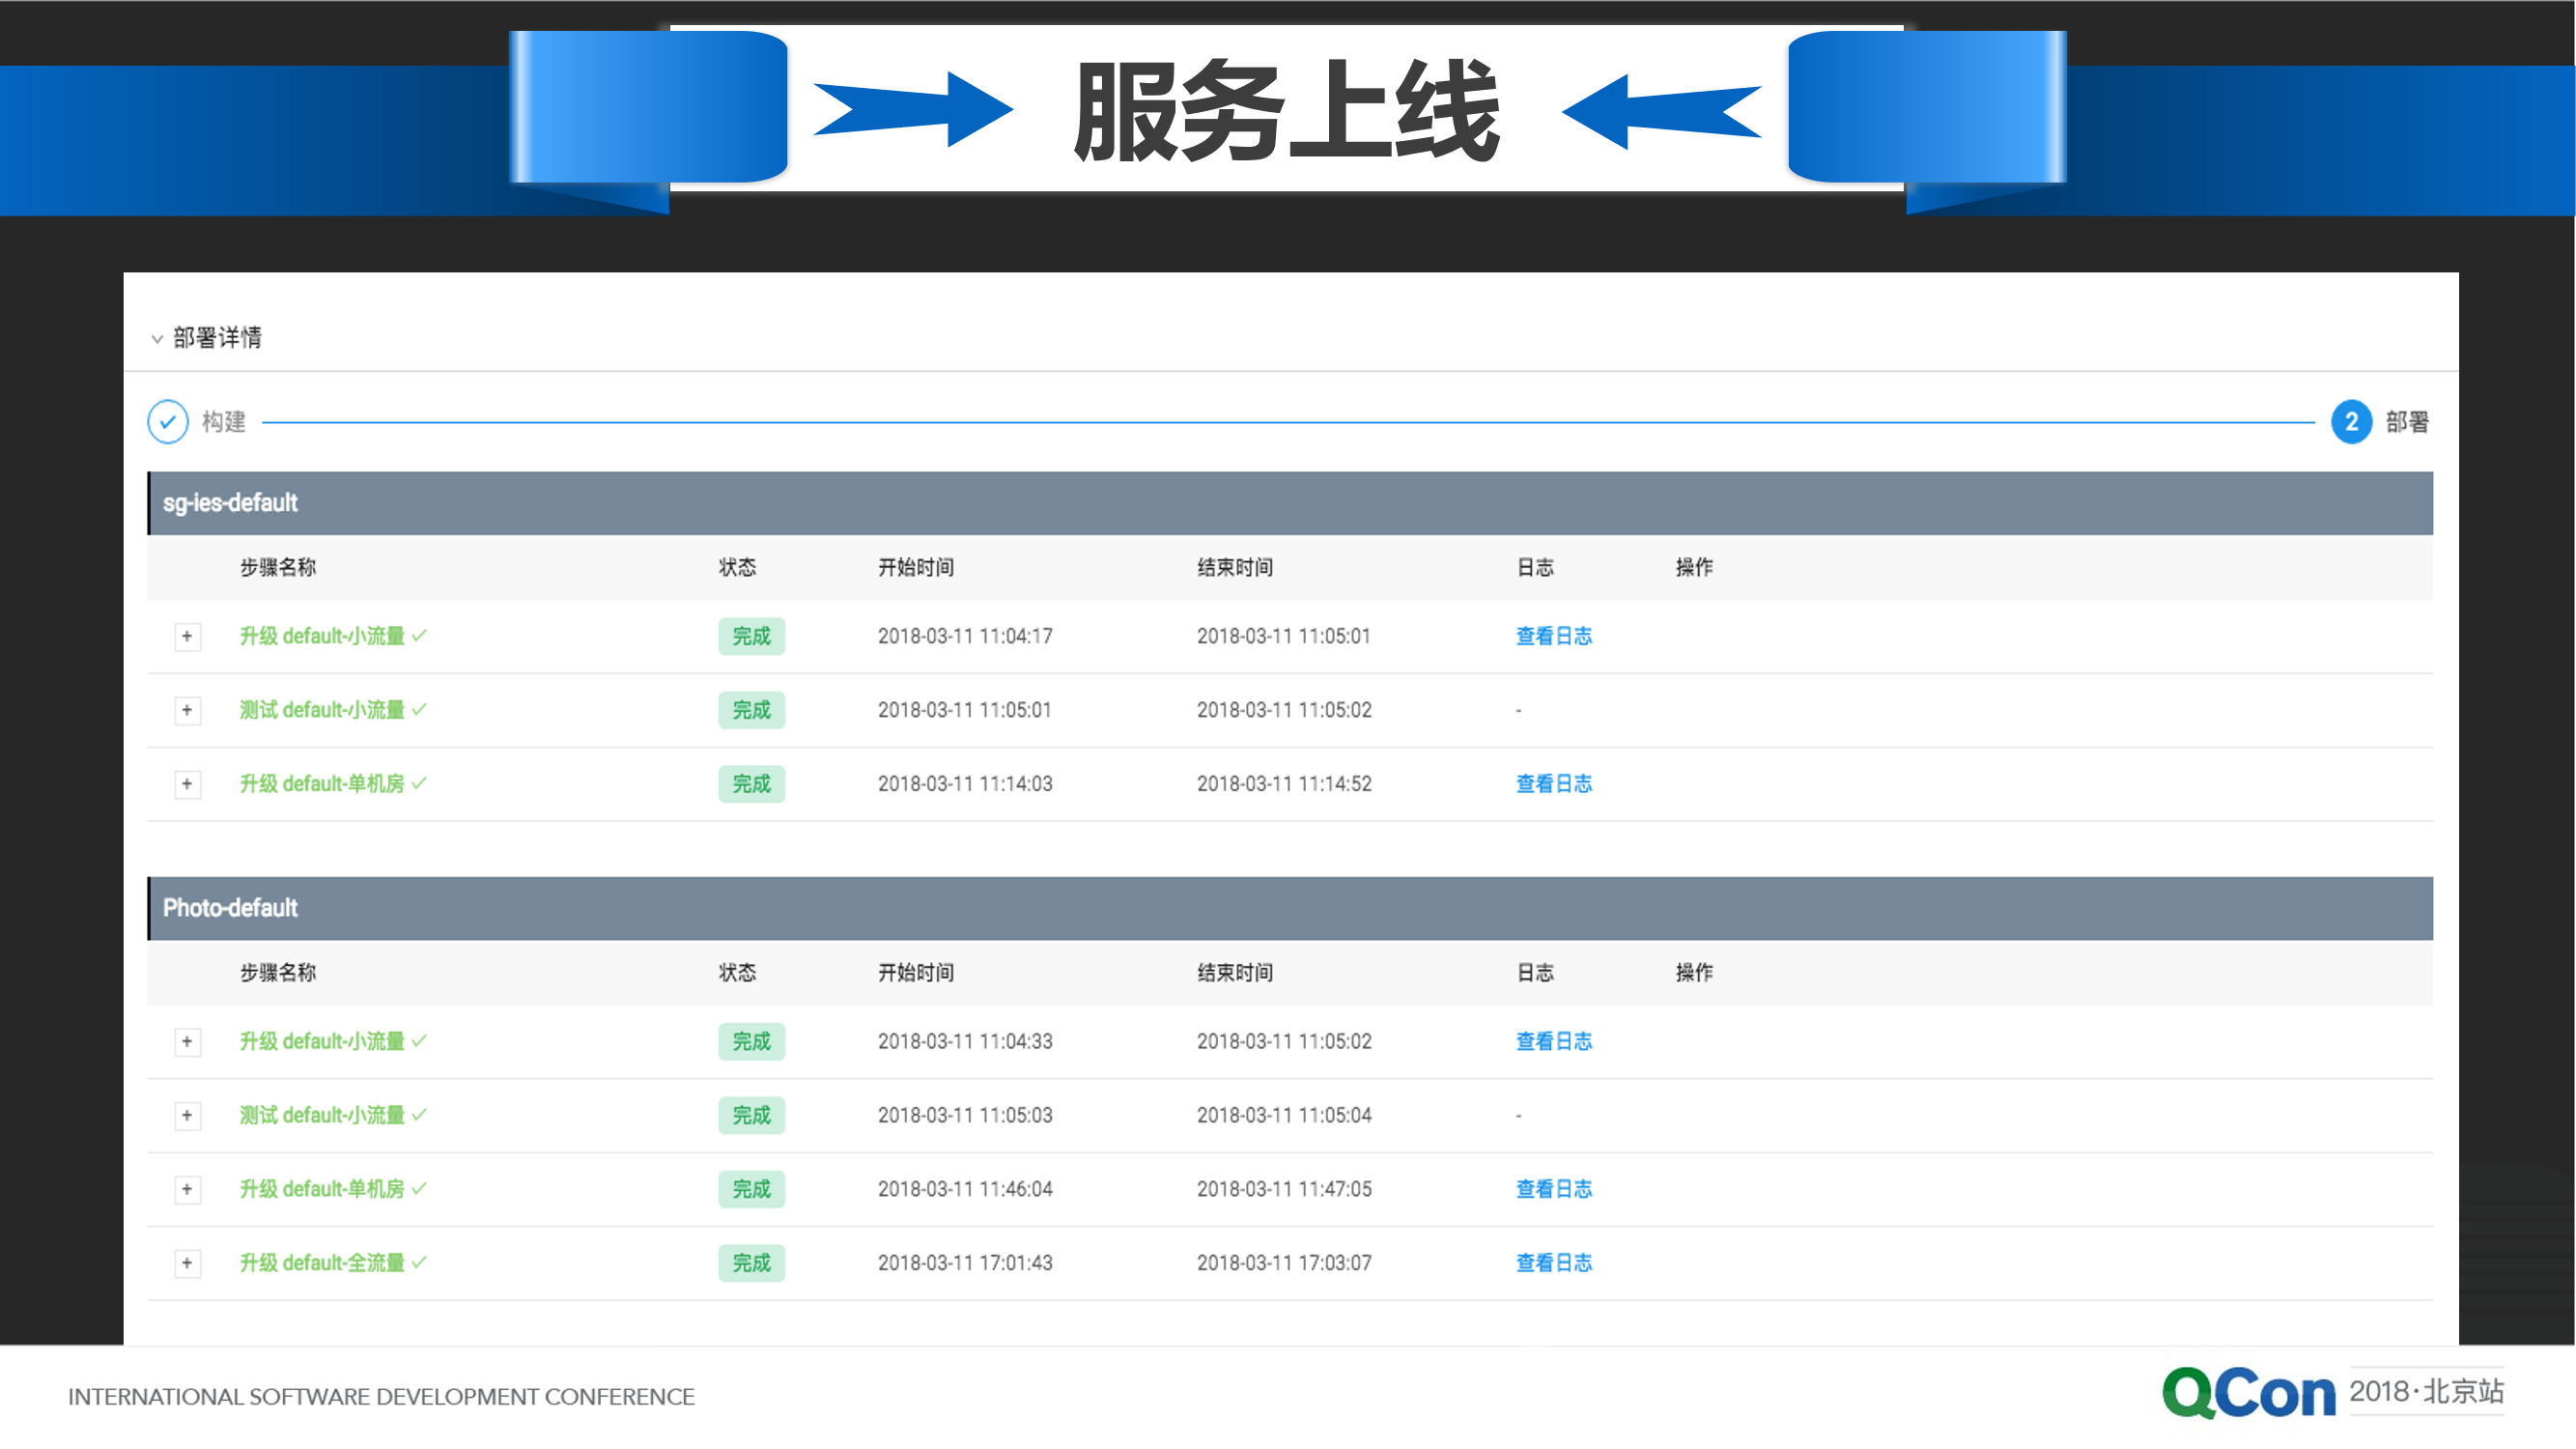 服务上线
部署详情
构建
2 部署
sg-ies-default
步骤名称 状态 开始时间 结束时间 日志 操作
+ 升级 default-小流量 ✓ 完成 2018-03-11 11:04:17 2018-03-11 11:05:01 查看日志
+ 测试 default-小流量 ✓ 完成 2018-03-11 11:05:01 2018-03-11 11:05:02 -
+ 升级 default-单机房 ✓ 完成 2018-03-11 11:14:03 2018-03-11 11:14:52 查看日志
Photo-default
步骤名称 状态 开始时间 结束时间 日志 操作
+ 升级 default-小流量 ✓ 完成 2018-03-11 11:04:33 2018-03-11 11:05:02 查看日志
+ 测试 default-小流量 ✓ 完成 2018-03-11 11:05:03 2018-03-11 11:05:04 -
+ 升级 default-单机房 ✓ 完成 2018-03-11 11:46:04 2018-03-11 11:47:05 查看日志
+ 升级 default-全流量 ✓ 完成 2018-03-11 17:01:43 2018-03-11 17:03:07 查看日志
INTERNATIONAL SOFTWARE DEVELOPMENT CONFERENCE
QCon 2018·北京站